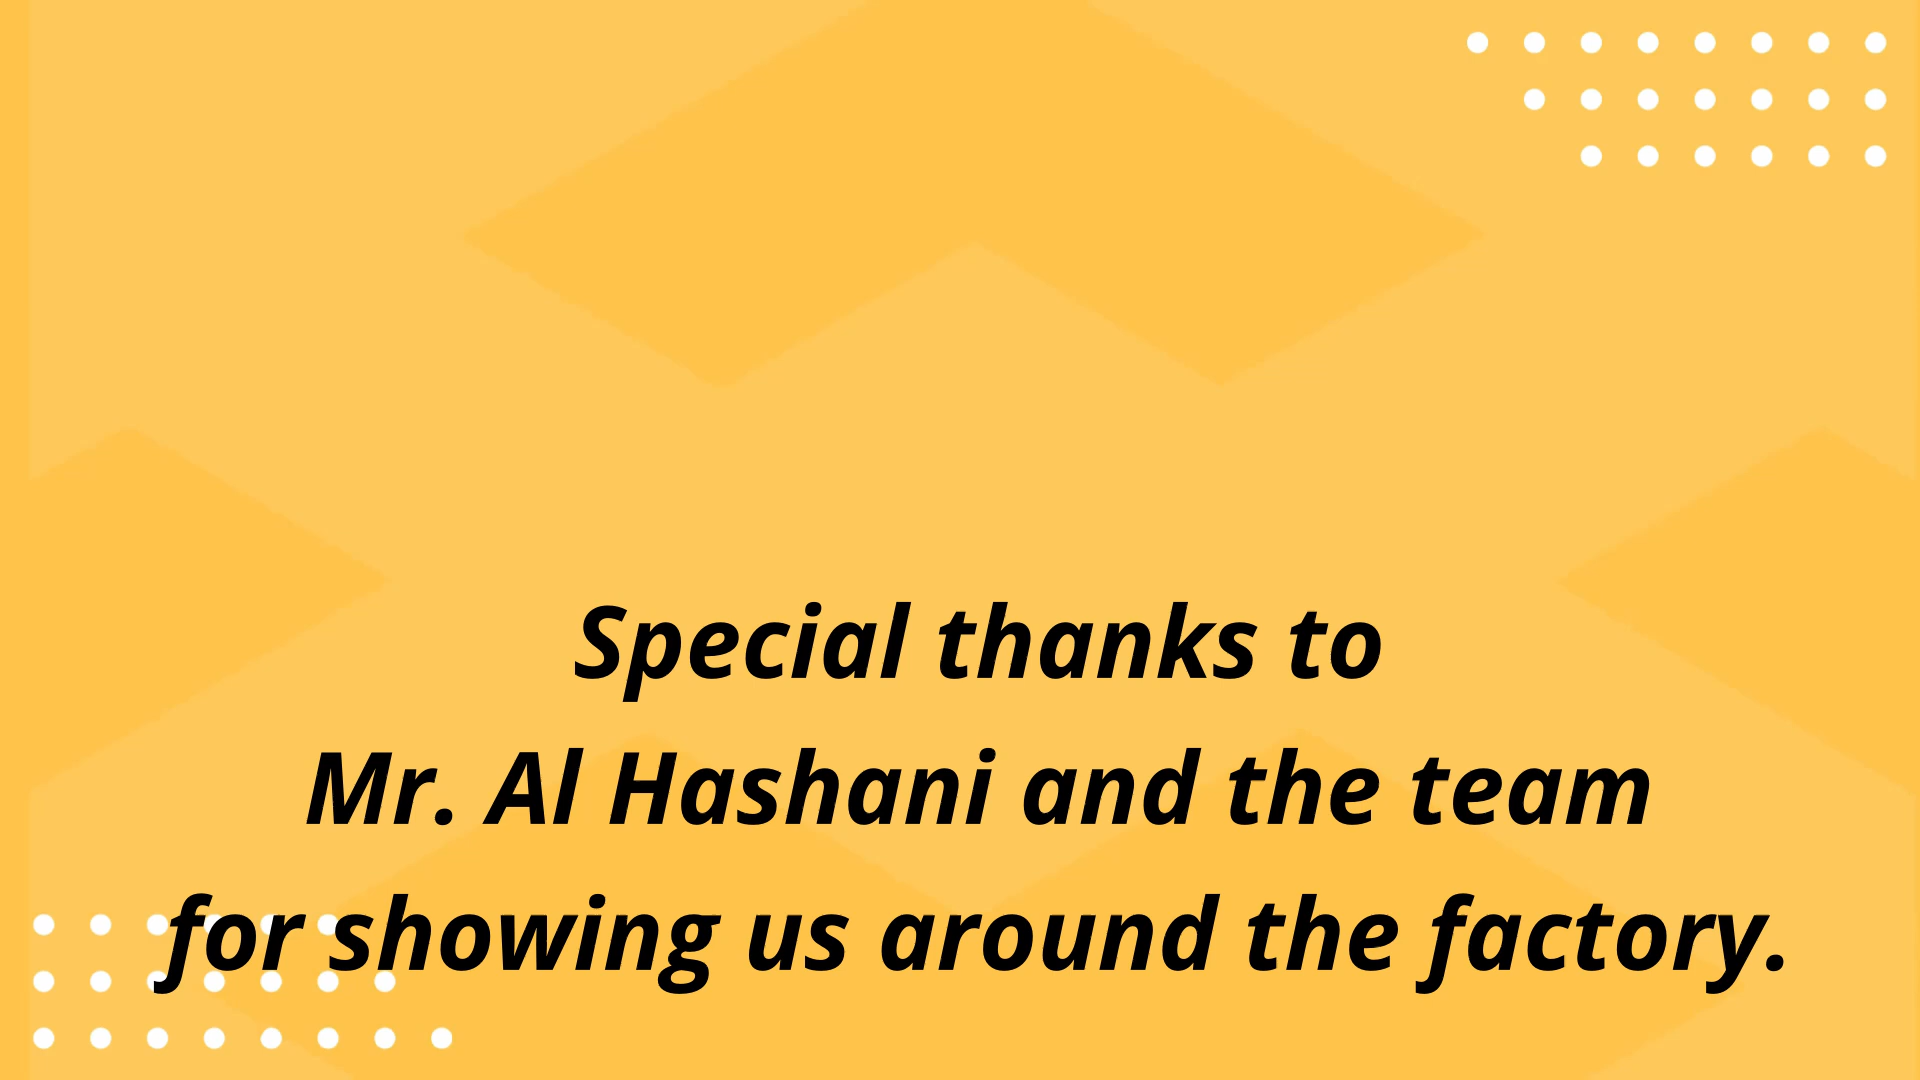 Special thanks to
Mr. Al Hashani and the team
for showing us around the factory.